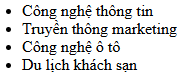 • Công nghệ thông tin
• Truyền thông marketing
• Công nghệ ô tô
• Du lịch khách sạn